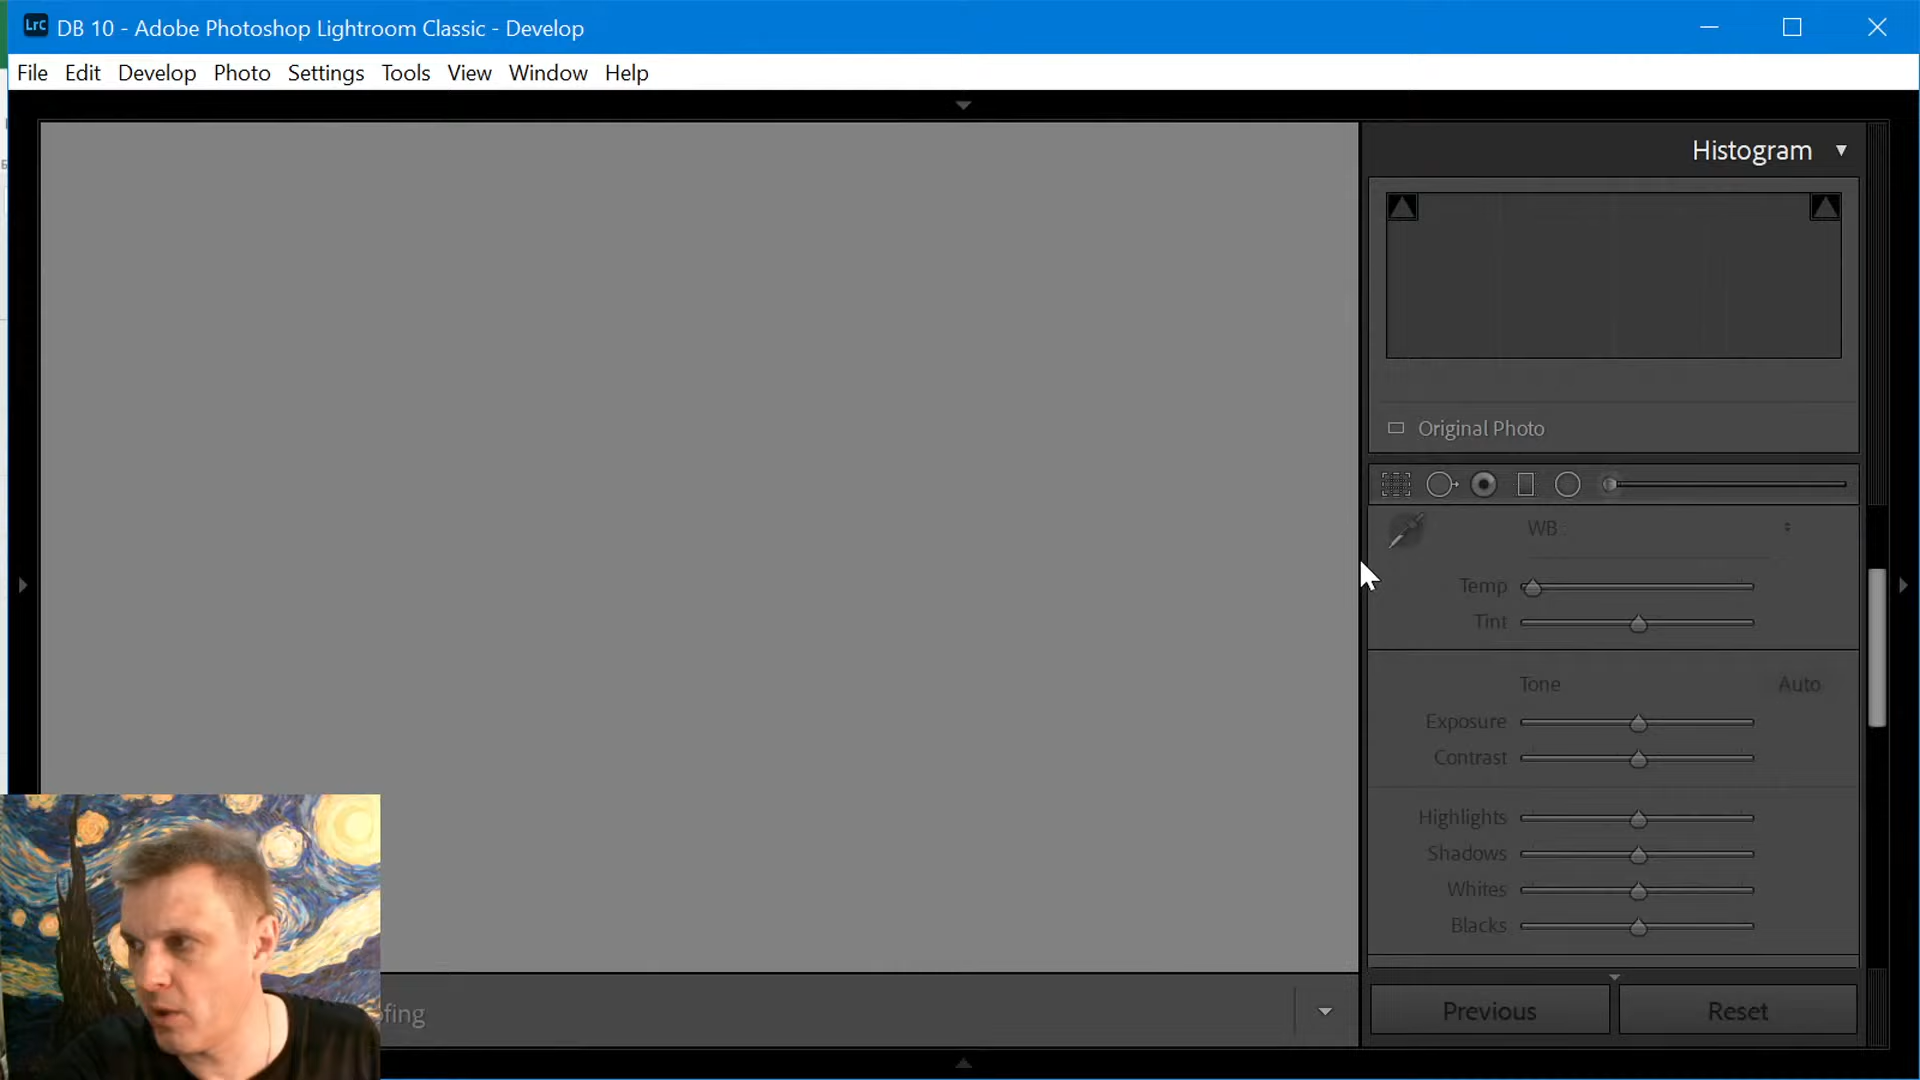 Lrc DB 10 - Adobe Photoshop Lightroom Classic - Develop
File Edit Develop Photo Settings Tools View Window Help
Histogram
Original Photo
WB :
Temp
Tint
Tone Auto
Exposure
Contrast
Highlights
Shadows
Whites
Blacks
Previous Reset